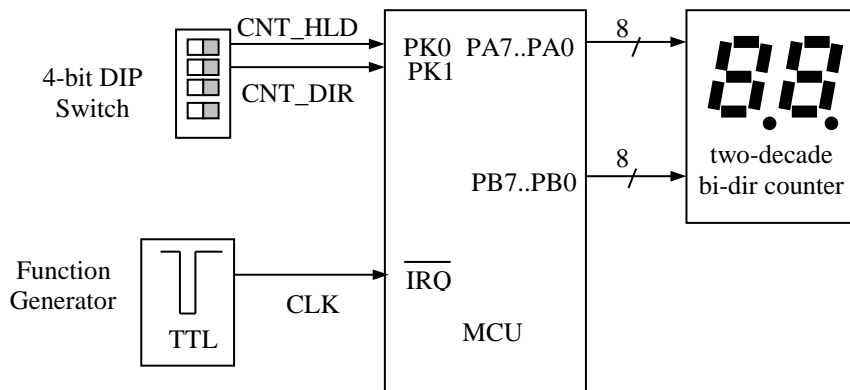 CNT_HLD
4-bit DIP
Switch
CNT_DIR
PK0
PK1
PA7..PA0
8
PB7..PB0
8
two-decade
bi-dir counter
Function
Generator
TTL
CLK
IRQ
MCU